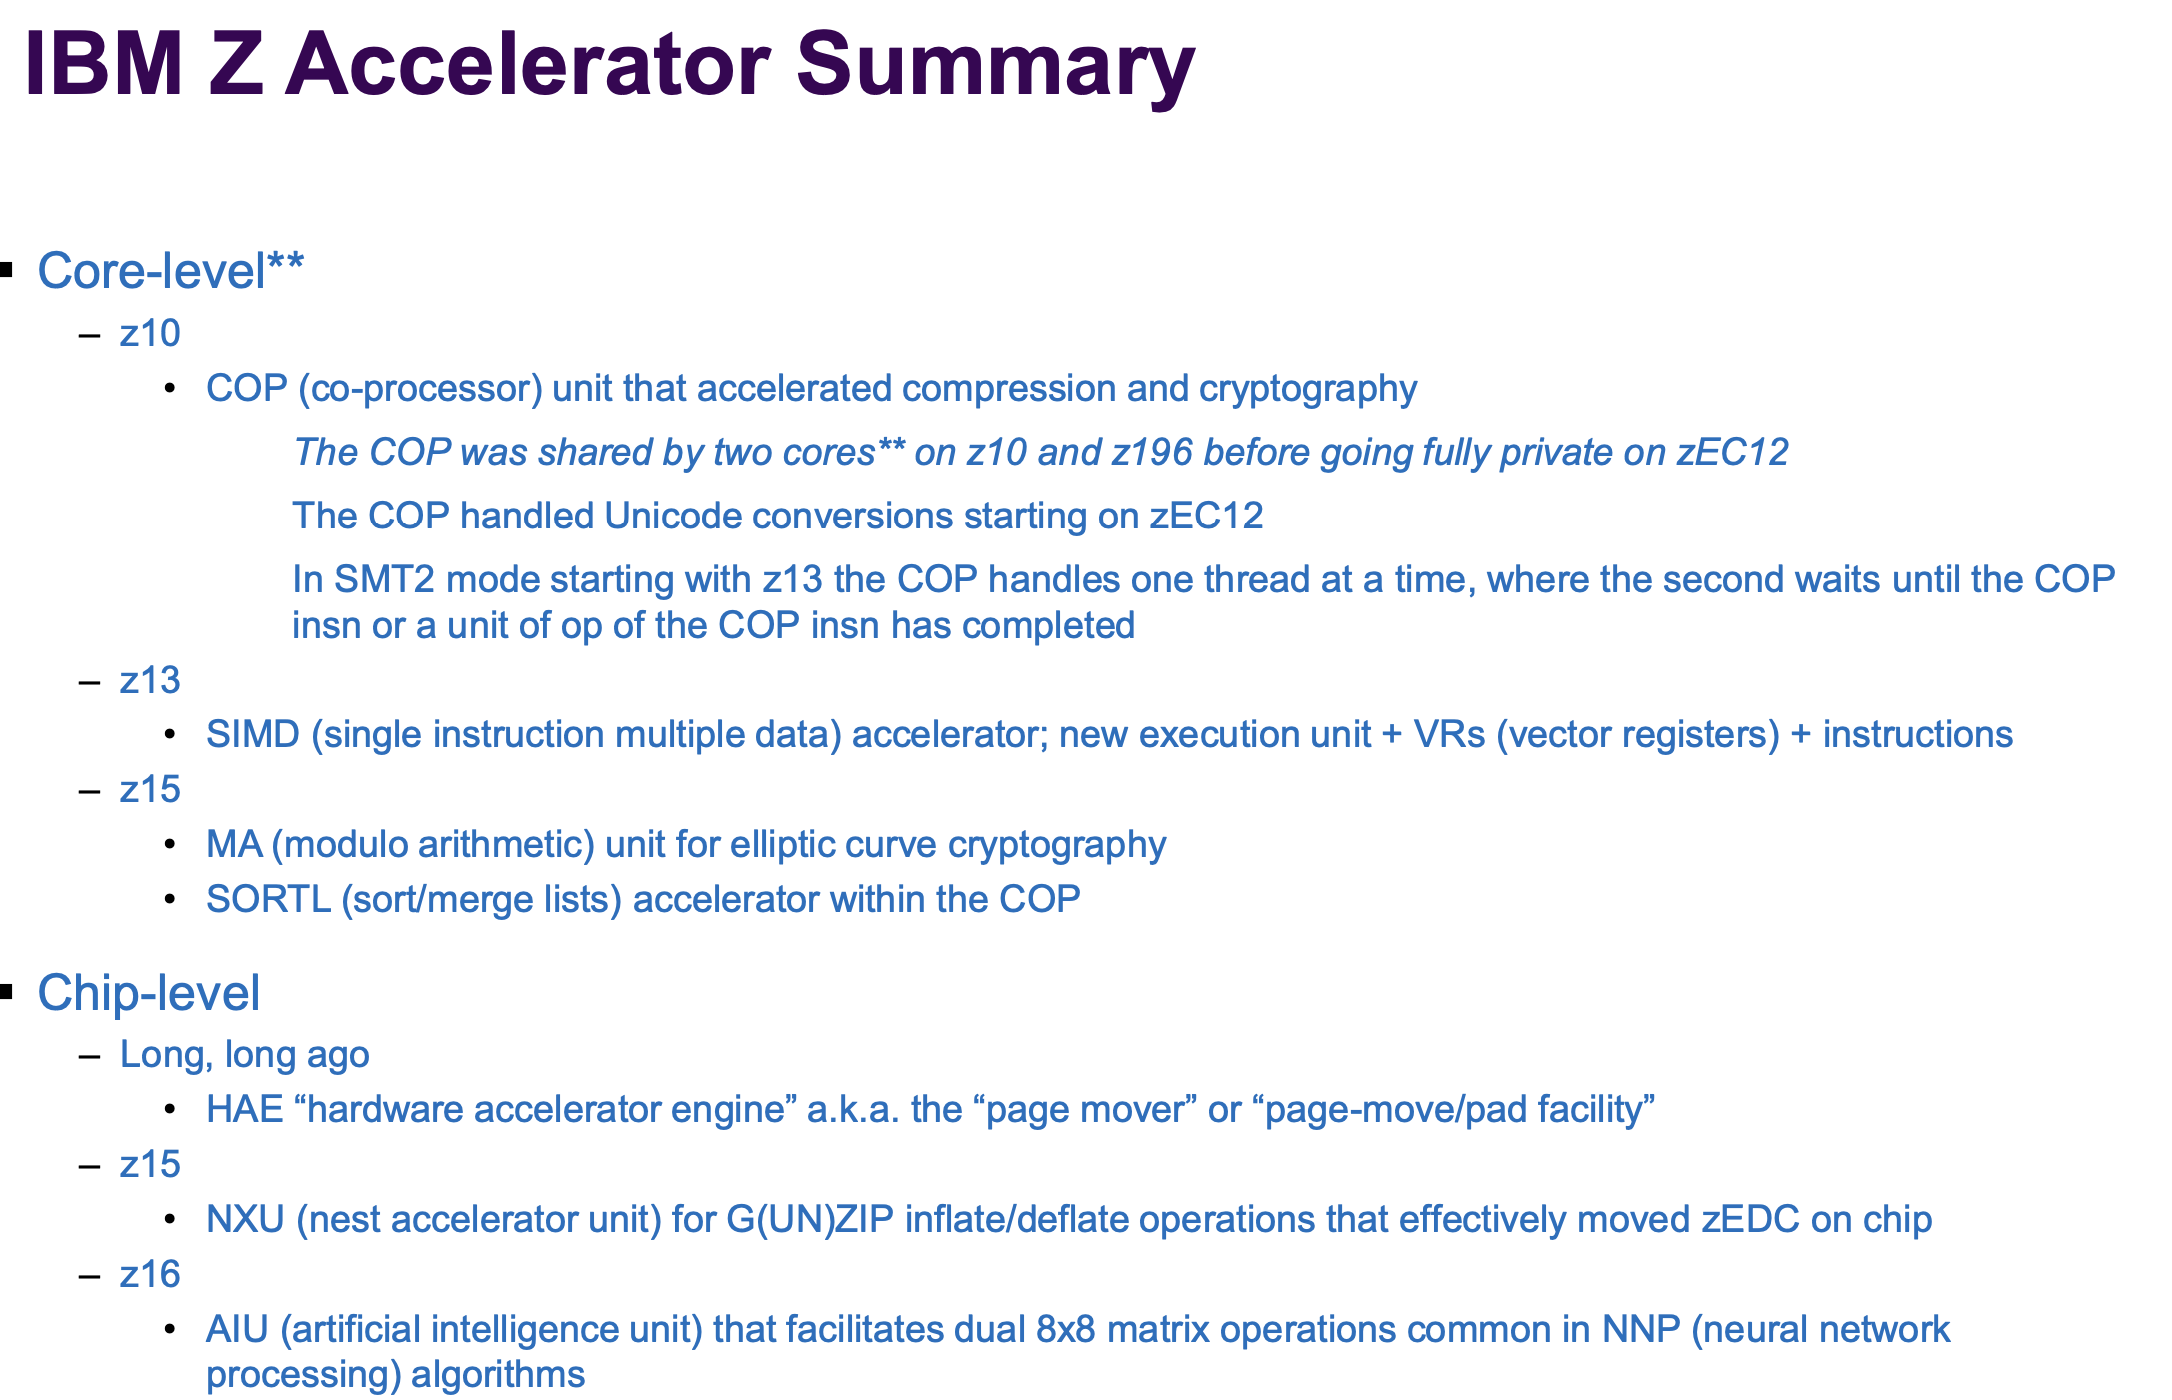 IBM Z Accelerator Summary
▪ Core-level**
– z10
• COP (co-processor) unit that accelerated compression and cryptography
The COP was shared by two cores** on z10 and z196 before going fully private on zEC12
The COP handled Unicode conversions starting on zEC12
In SMT2 mode starting with z13 the COP handles one thread at a time, where the second waits until the COP
insn or a unit of op of the COP insn has completed
– z13
• SIMD (single instruction multiple data) accelerator; new execution unit + VRs (vector registers) + instructions
– z15
• MA (modulo arithmetic) unit for elliptic curve cryptography
• SORTL (sort/merge lists) accelerator within the COP
▪ Chip-level
– Long, long ago
• HAE “hardware accelerator engine” a.k.a. the “page mover” or “page-move/pad facility”
– z15
• NXU (nest accelerator unit) for G(UN)ZIP inflate/deflate operations that effectively moved zEDC on chip
– z16
• AIU (artificial intelligence unit) that facilitates dual 8x8 matrix operations common in NNP (neural network
processing) algorithms